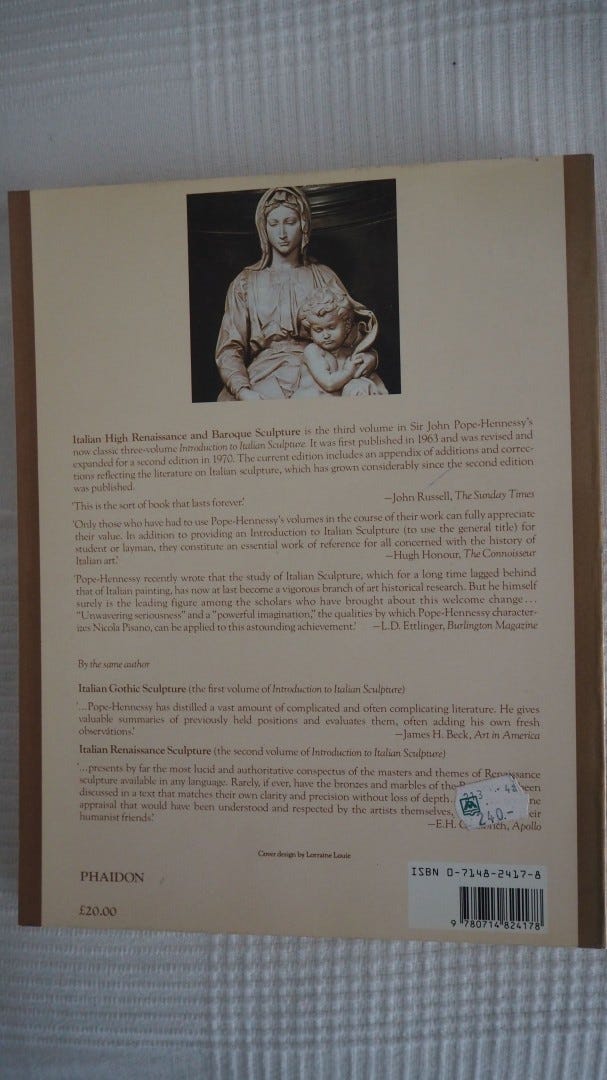 Italian High Renaissance and Baroque Sculpture is the third volume in Sir John Pope-Hennessy's
now classic three-volume Introduction to Italian Sculpture. It was first published in 1963 and was revised and
expanded for a second edition in 1970. The current edition includes an appendix of additions and correc-
tions reflecting the literature on Italian sculpture, which has grown considerably since the second edition
was published.
'This is the sort of book that lasts forever.' —John Russell, The Sunday Times
'Only those who have had to use Pope-Hennessy's volumes in the course of their work can fully appreciate
their value. In addition to providing an Introduction to Italian Sculpture (to use the general title) for
student or layman, they constitute an essential work of reference for all concerned with the history of
Italian art.' —Hugh Honour, The Connoisseur
'Pope-Hennessy recently wrote that the study of Italian Sculpture, which for a long time lagged behind
that of Italian painting, has now at last become a vigorous branch of art historical research. But he himself
surely is the leading figure among the scholars who have brought about this welcome change...
"Unwavering seriousness" and a "powerful imagination," the qualities by which Pope-Hennessy character-
izes Nicola Pisano, can be applied to this astounding achievement.' —L.D. Ettlinger, Burlington Magazine
By the same author
Italian Gothic Sculpture (the first volume of Introduction to Italian Sculpture)
'...Pope-Hennessy has distilled a vast amount of complicated and often complicating literature. He gives
valuable summaries of previously held positions and evaluates them, often adding his own fresh
observations.' —James H. Beck, Art in America
Italian Renaissance Sculpture (the second volume of Introduction to Italian Sculpture)
'...presents by far the most lucid and authoritative conspectus of the masters and themes of Renaissance
sculpture available in any language. Rarely, if ever, have the bronzes and marbles of the been
discussed in a text that matches their own clarity and precision without loss of depth
appraisal that would have been understood and respected by the artists themselves,
humanist friends.' —E.H. Apollo
240.-
Cover design by Lorraine Louie
PHAIDON
£20.00
ISBN 0-7148-2417-8
9 780714 824178